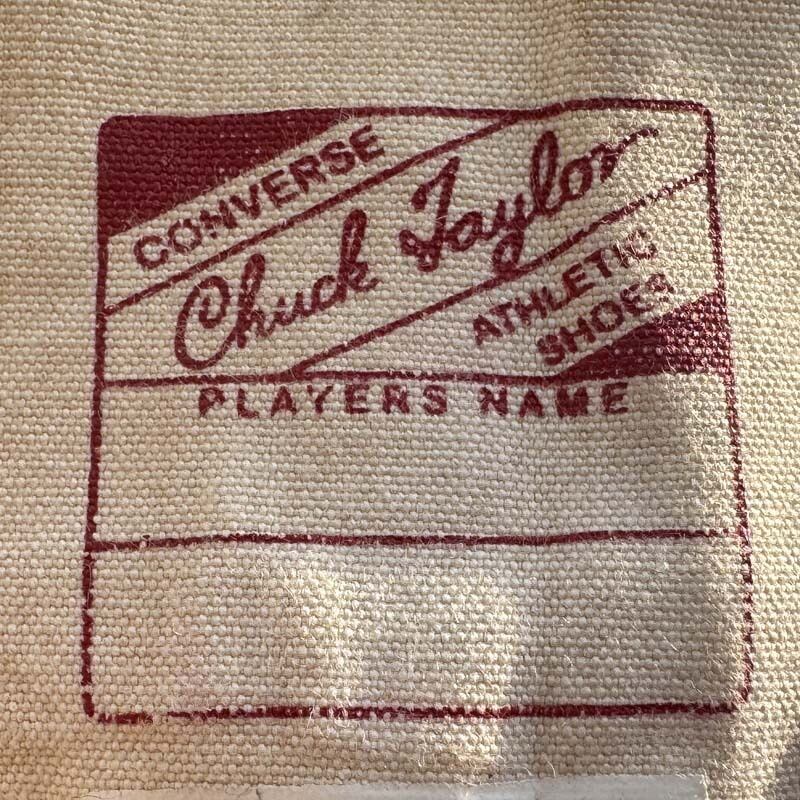 CONVERSE
Chuck Taylor
ATHLETIC
SHOES
PLAYERS NAME